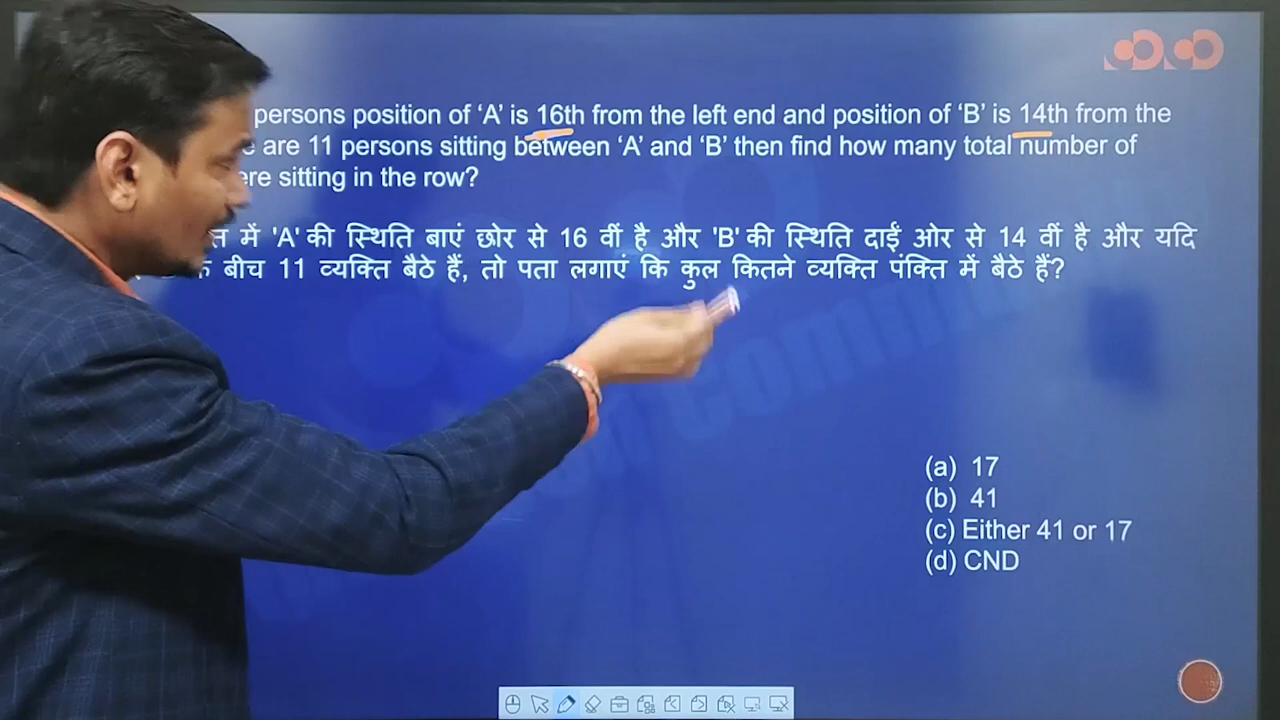 persons position of ‘A’ is 16th from the left end and position of ‘B’ is 14th from the
are 11 persons sitting between ‘A’ and ‘B’ then find how many total number of
sitting in the row?
में 'A' की स्थिति बाएं छोर से 16 वीं है और 'B' की स्थिति दाईं ओर से 14 वीं है और यदि
बीच 11 व्यक्ति बैठे हैं, तो पता लगाएं कि कुल कितने व्यक्ति पंक्ति में बैठे हैं?
(a) 17
(b) 41
(c) Either 41 or 17
(d) CND